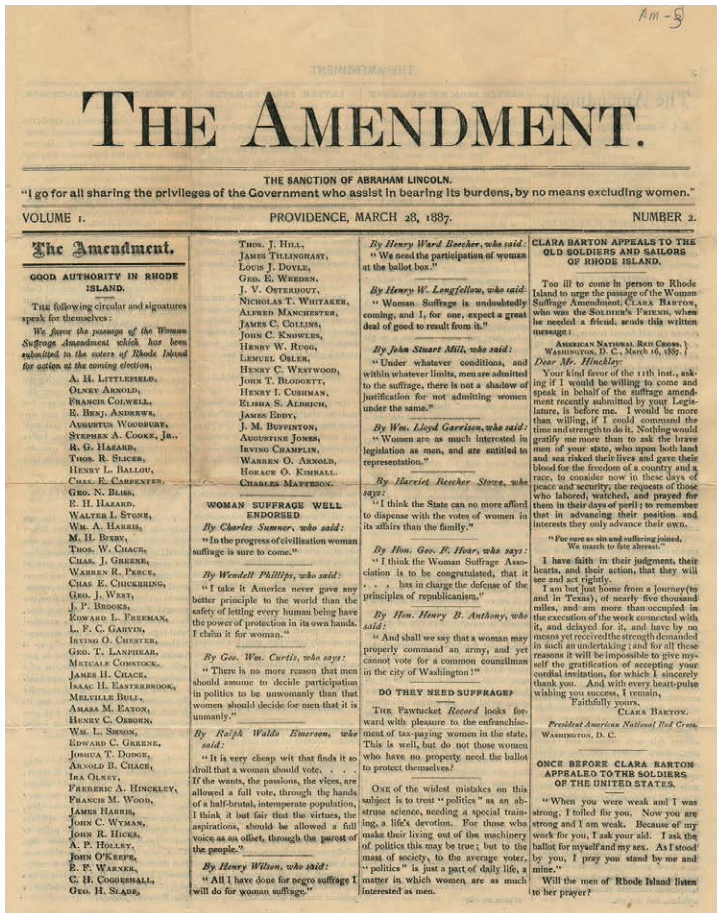 Am-3
THE AMENDMENT.
THE SANCTION OF ABRAHAM LINCOLN.
"I go for all sharing the privileges of the Government who assist in bearing its burdens, by no means excluding women."
VOLUME 1. PROVIDENCE, MARCH 28, 1887. NUMBER 2.
The Amendment.
GOOD AUTHORITY IN RHODE
ISLAND.
THE following circular and signatures
speak for themselves:
We favor the passage of the Woman
Suffrage Amendment which has been
submitted to the voters of Rhode Island
for action at the coming election,
A. H. LITTLEFIELD,
OLNEY ARNOLD,
FRANCIS COLWELL,
E. BENJ. ANDREWS,
AUGUSTUS WOODBURY,
STEPHEN A. COOKE, JR.,
R. G. HAZARD,
THOS. R. SLICER,
HENRY L. BALLOU,
CHAS. E. CARPENTER,
GEO. N. BLISS,
E. H. HAZARD,
WALTER L. STONE,
WM. A. HARRIS,
M. H. BIXBY,
THOS. W. CHACE,
CHAS. J. GREENE,
WARREN R. PERCE,
CHAS E. CHICKERING,
GEO. J. WEST,
J. P. BROOKS,
EDWARD L. FREEMAN,
L. F. C. GARVIN,
IRVING O. CHESTER,
GEO. T. LANPHEAR,
METCALF COMSTOCK,
JAMES H. CHACE,
ISAAC H. EASTERBROOK,
MELVILLE BULL,
AMASA M. EATON,
HENRY C. OSBORN,
WM. L. SISSON,
EDWARD C. GREENE,
JOSHUA T. DODGE,
ARNOLD B. CHACE,
IRA OLNEY,
FREDERIC A. HINCKLEY,
FRANCIS M. WOOD,
JAMES HARRIS,
JOHN C. WYMAN,
JOHN R. HICKS,
A. P. HOLLEY,
JOHN O'KEEFE,
E. F. WARNER,
C. H. COGGESHALL,
GEO. H. SLADE,
THOS. J. HILL,
JAMES TILLINGHAST,
LOUIS J. DOYLE,
GEO. E. WEEDEN,
J. V. OSTERHOUT,
NICHOLAS T. WHITAKER,
ALFRED MANCHESTER,
JAMES C. COLLINS,
JOHN C. KNOWLES,
HENRY W. RUGG,
LEMUEL OSLER,
HENRY C. WESTWOOD,
JOHN T. BLODGETT,
HENRY I. CUSHMAN,
ELISHA S. ALDRICH,
JAMES EDDY,
J. M. BUFFINTON,
AUGUSTINE JONES,
IRVING CHAMPLIN,
WARREN O. ARNOLD,
HORACE O. KIMBALL.
CHARLES MATTESON.
WOMAN SUFFRAGE WELL
ENDORSED
By Charles Sumner, who said:
"In the progress of civilization woman
suffrage is sure to come."
By Wendell Phillips, who said:
"I take it America never gave any
better principle to the world than the
safety of letting every human being have
the power of protection in its own hands.
I claim it for woman."
By Geo. Wm. Curtis, who says:
"There is no more reason that men
should assume to decide participation
in politics to be unwomanly than that
women should decide for men that it is
unmanly."
By Ralph Waldo Emerson, who
said:
"It is very cheap wit that finds it so
droll that a woman should vote. . . .
If the wants, the passions, the vices, are
allowed a full vote, through the hands
of a half-brutal, intemperate population,
I think it but fair that the virtues, the
aspirations, should be allowed a full
voice as an offset, through the purest of
the people."
By Henry Wilson, who said:
"All I have done for negro suffrage I
will do for woman suffrage."
By Henry Ward Beecher, who said:
"We need the participation of woman
at the ballot box."
By Henry W. Longfellow, who said:
"Woman Suffrage is undoubtedly
coming, and I, for one, expect a great
deal of good to result from it."
By John Stuart Mill, who said:
"Under whatever conditions, and
within whatever limits, men are admitted
to the suffrage, there is not a shadow of
justification for not admitting women
under the same."
By Wm. Lloyd Garrison, who said:
"Women are as much interested in
legislation as men, and are entitled to
representation."
By Harriet Beecher Stowe, who
says:
"I think the State can no more afford
to dispense with the votes of women in
its affairs than the family."
By Hon. Geo. F. Hoar, who says:
"I think the Woman Suffrage Asso-
ciation is to be congratulated, that it
. . . has in charge the defense of the
principles of republicanism."
By Hon. Henry B. Anthony, who
said:
"And shall we say that a woman may
properly command an army, and yet
cannot vote for a common councilman
in the city of Washington?"
DO THEY NEED SUFFRAGE?
THE Pawtucket Record looks for-
ward with pleasure to the enfranchise-
ment of tax-paying women in the state.
This is well, but do not those women
who have no property need the ballot
to protect themselves?
ONE of the widest mistakes on this
subject is to treat "politics" as an ab-
struse science, needing a special train-
ing, a life's devotion. For those who
make their living out of the machinery
of politics this may be true; but to the
mass of society, to the average voter,
"politics" is just a part of daily life, a
matter in which women are as much
interested as men.
CLARA BARTON APPEALS TO THE
OLD SOLDIERS AND SAILORS
OF RHODE ISLAND.
Too ill to come in person to Rhode
Island to urge the passage of the Woman
Suffrage Amendment, CLARA BARTON,
who was the SOLDIER'S FRIEND, when
he needed a friend, sends this written
message:
AMERICAN NATIONAL RED CROSS, }
WASHINGTON, D. C., March 16, 1887. }
Dear Mr. Hinckley:
Your kind favor of the 11th inst., ask-
ing if I would be willing to come and
speak in behalf of the suffrage amend-
ment recently submitted by your Legis-
lature, is before me. I would be more
than willing, if I could command the
time and strength to do it. Nothing would
gratify me more than to ask the brave
men of your state, who upon both land
and sea risked their lives and gave their
blood for the freedom of a country and a
race, to consider now in these days of
peace and security, the requests of those
who labored, watched, and prayed for
them in their days of peril; to remember
that in advancing their position and
interests they only advance their own.
"For sure as sin and suffering joined,
We march to fate abreast."
I have faith in their judgment, their
hearts, and their action, that they will
see and act rightly.
I am but just home from a journey (to
and in Texas), of nearly five thousand
miles, and am more than occupied in
the execution of the work connected with
it, and delayed for it, and have by no
means yet received the strength demanded
in such an undertaking; and for all these
reasons it will be impossible to give my-
self the gratification of accepting your
cordial invitation, for which I sincerely
thank you. And with every heart-pulse
wishing you success, I remain,
Faithfully yours,
CLARA BARTON.
President American National Red Cross.
WASHINGTON, D. C.
ONCE BEFORE CLARA BARTON
APPEALED TO THE SOLDIERS
OF THE UNITED STATES.
"When you were weak and I was
strong, I toiled for you. Now you are
strong and I am weak. Because of my
work for you, I ask your aid. I ask the
ballot for myself and my sex. As I stood
by you, I pray you stand by me and
mine."
Will the men of Rhode Island listen
to her prayer?